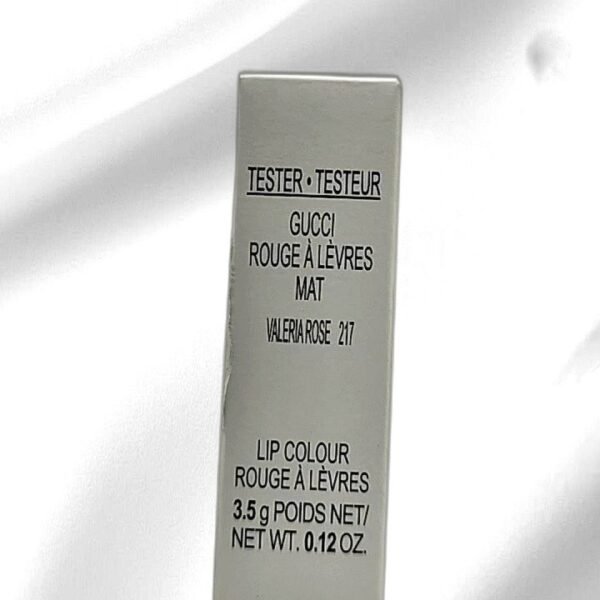 TESTER • TESTEUR
GUCCI
ROUGE À LÈVRES
MAT
VALERIA ROSE 217
LIP COLOUR
ROUGE À LÈVRES
3.5 g POIDS NET/
NET WT. 0.12 OZ.